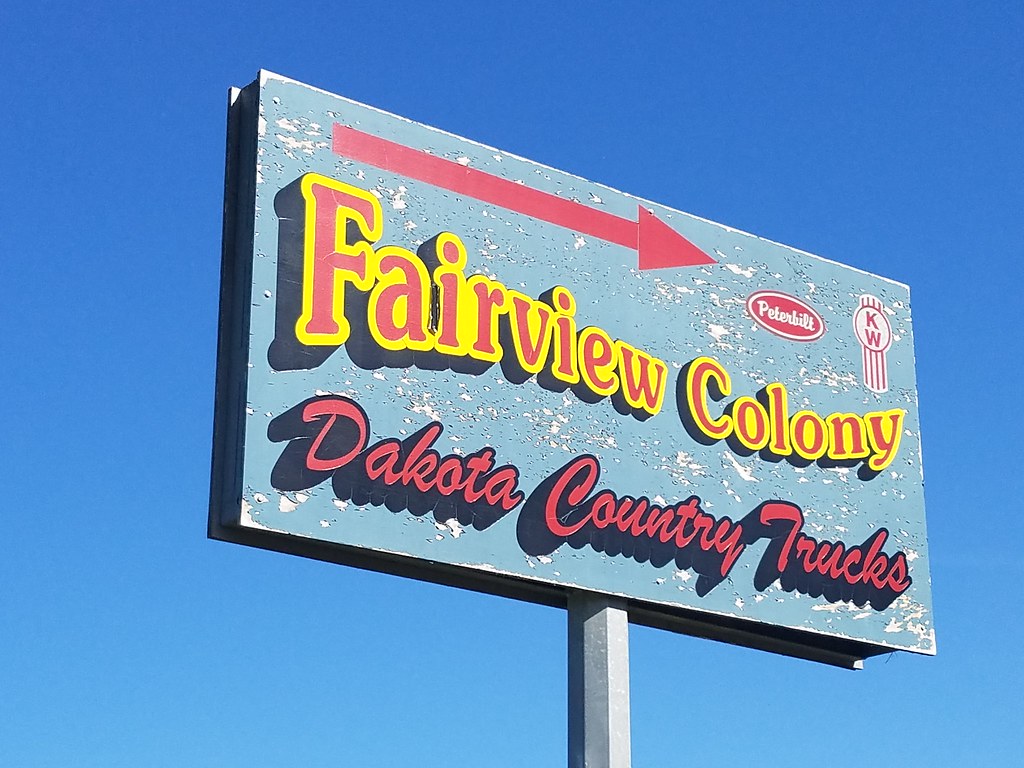 Peterbilt
KW
Fairview Colony
Dakota Country Trucks